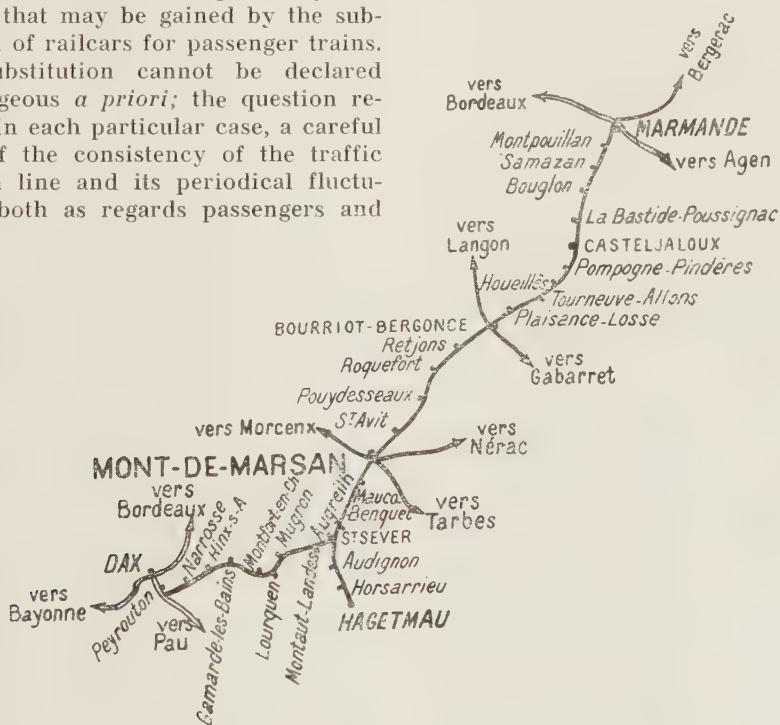 that may be gained by the sub-
of railcars for passenger trains.
ubstitution cannot be declared
geous a priori; the question re-
in each particular case, a careful
f the consistency of the traffic
line and its periodical fluctu-
both as regards passengers and
vers
Bergerac
vers
Bordeaux
MARMANDE
Montpouillan
Samazan
vers Agen
Bouglon
La Bastide-Poussignac
vers
Langon
CASTELJALOUX
Pompogne-Pindères
Houeillès
Tourneuve-Allons
Plaisance-Losse
BOURRIOT-BERGONCE
Retjons
Roquefort
vers
Gabarret
Pouydesseaux
St Avit
vers Morcenx
vers
Nérac
MONT-DE-MARSAN
vers
Bordeaux
vers
Tarbes
Mauco
Benquet
Augreilh
Mugron
Montfort-en-Ch
Hinx-s-A
Narrosse
St SEVER
DAX
Audignon
Horsarrieu
HAGETMAU
vers
Bayonne
Peyrouton
vers
Pau
Gamarde-les-Bains
Lourquen
Montaut-Landes